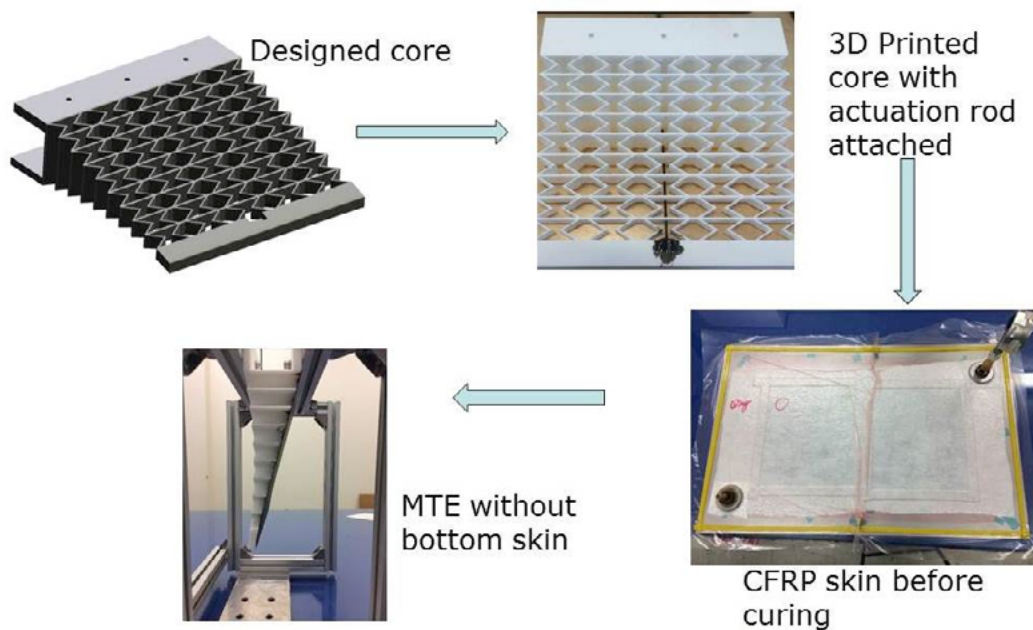 Designed core
3D Printed
core with
actuation rod
attached
MTE without
bottom skin
CFRP skin before
curing